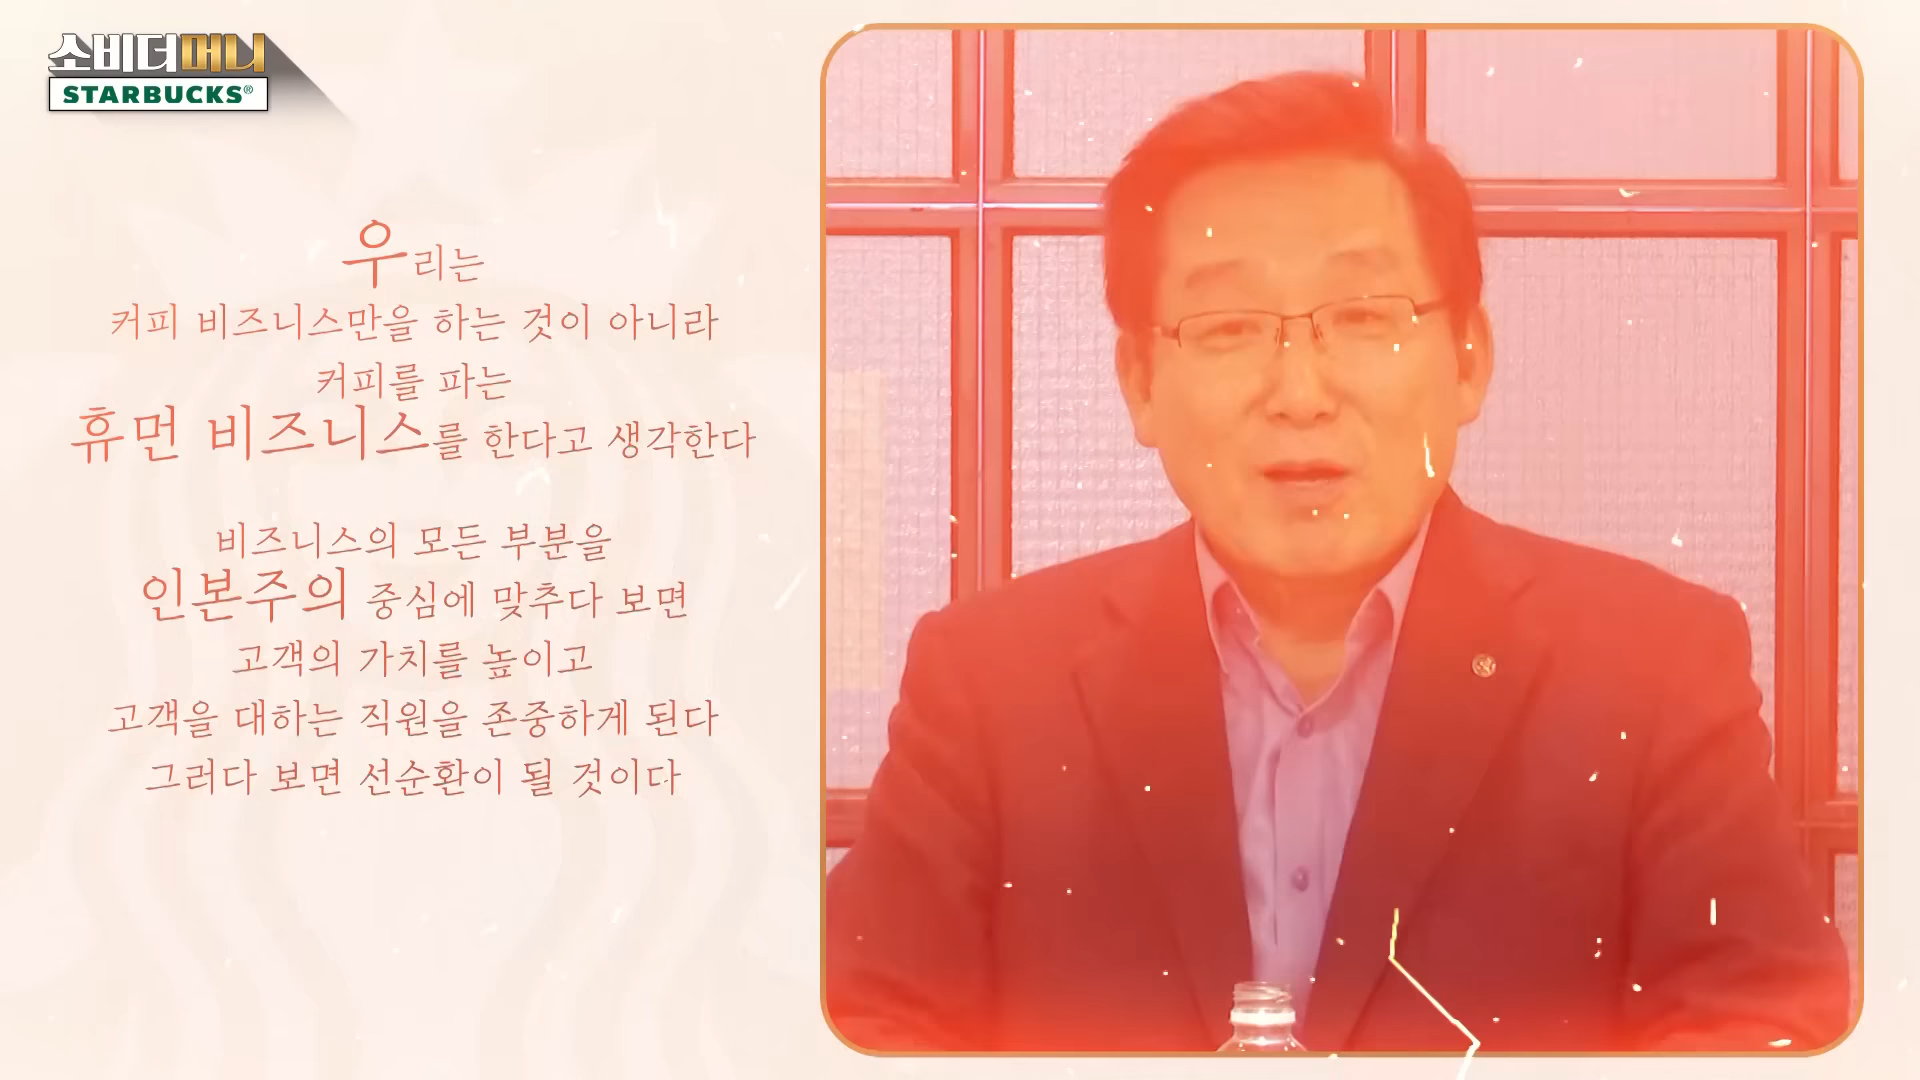 소비더머니
STARBUCKS®
우리는
커피 비즈니스만을 하는 것이 아니라
커피를 파는
휴먼 비즈니스를 한다고 생각한다
비즈니스의 모든 부분을
인본주의 중심에 맞추다 보면
고객의 가치를 높이고
고객을 대하는 직원을 존중하게 된다
그러다 보면 선순환이 될 것이다